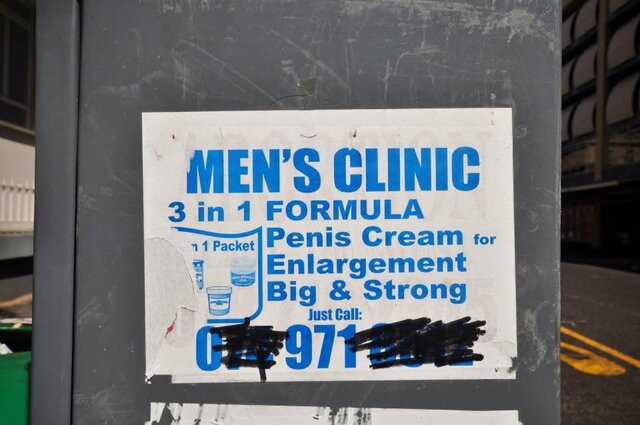 MEN'S CLINIC
3 in 1 FORMULA
1 Packet
Penis Cream for
Enlargement
Big & Strong
Just Call:
971